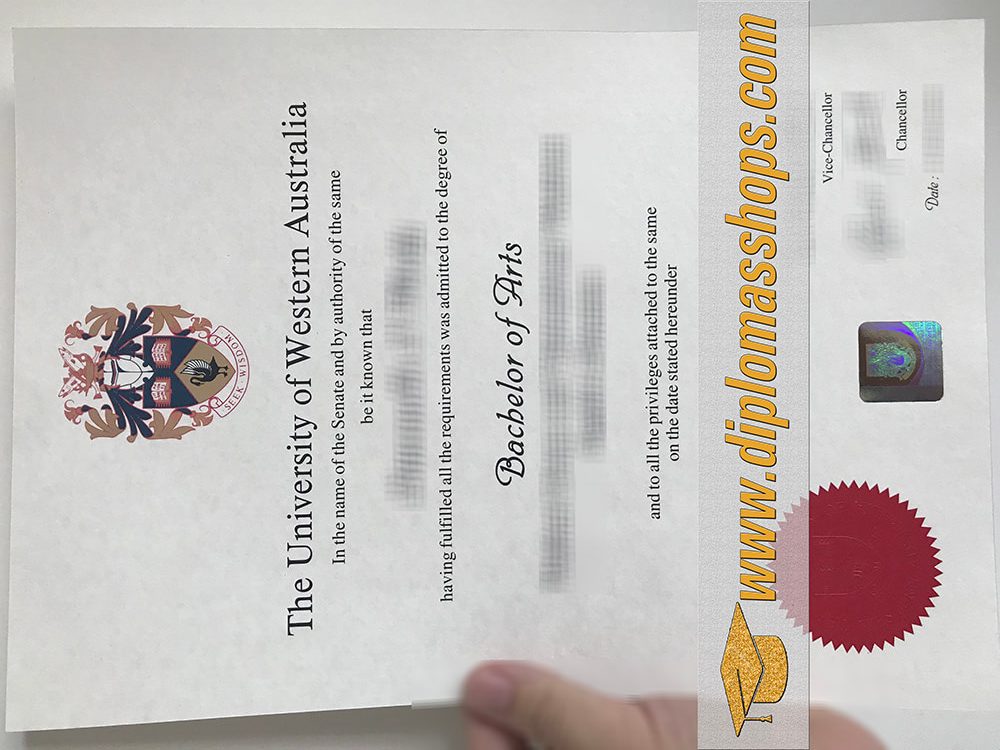 SEEK WISDOM
The University of Western Australia
In the name of the Senate and by authority of the same
be it known that
having fulfilled all the requirements was admitted to the degree of
Bachelor of Arts
and to all the privileges attached to the same
on the date stated hereunder
www.diplomasshops.com
Vice-Chancellor
Chancellor
Date :